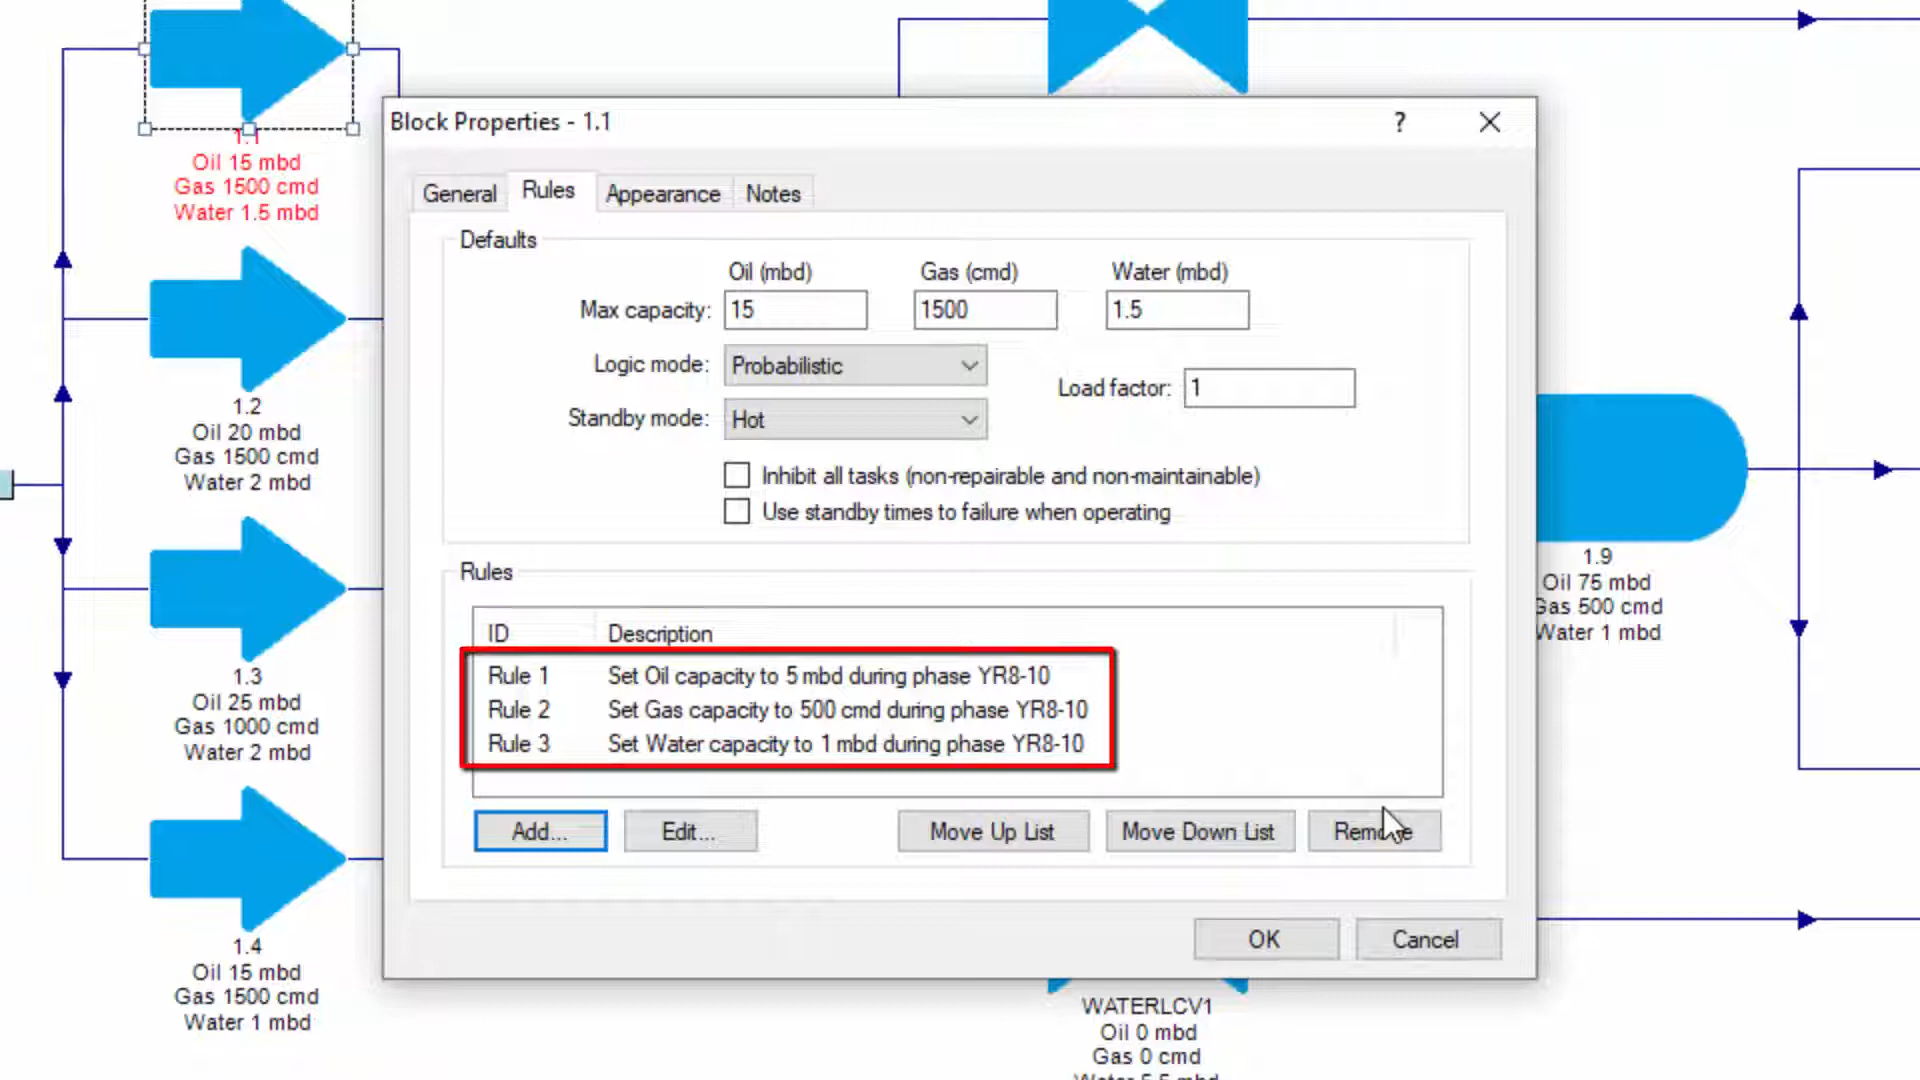 Block Properties - 1.1
?
General
Rules
Appearance
Notes
Defaults
Oil (mbd)
Gas (cmd)
Water (mbd)
Max capacity:
15
1500
1.5
Logic mode:
Probabilistic
Load factor:
1
Standby mode:
Hot
Inhibit all tasks (non-repairable and non-maintainable)
Use standby times to failure when operating
Rules
ID
Description
Rule 1
Set Oil capacity to 5 mbd during phase YR8-10
Rule 2
Set Gas capacity to 500 cmd during phase YR8-10
Rule 3
Set Water capacity to 1 mbd during phase YR8-10
Add...
Edit...
Move Up List
Move Down List
Remove
OK
Cancel
1.1
Oil 15 mbd
Gas 1500 cmd
Water 1.5 mbd
1.2
Oil 20 mbd
Gas 1500 cmd
Water 2 mbd
1.3
Oil 25 mbd
Gas 1000 cmd
Water 2 mbd
1.4
Oil 15 mbd
Gas 1500 cmd
Water 1 mbd
1.9
Oil 75 mbd
Gas 500 cmd
Water 1 mbd
WATERLCV1
Oil 0 mbd
Gas 0 cmd
Water 5.5 mbd